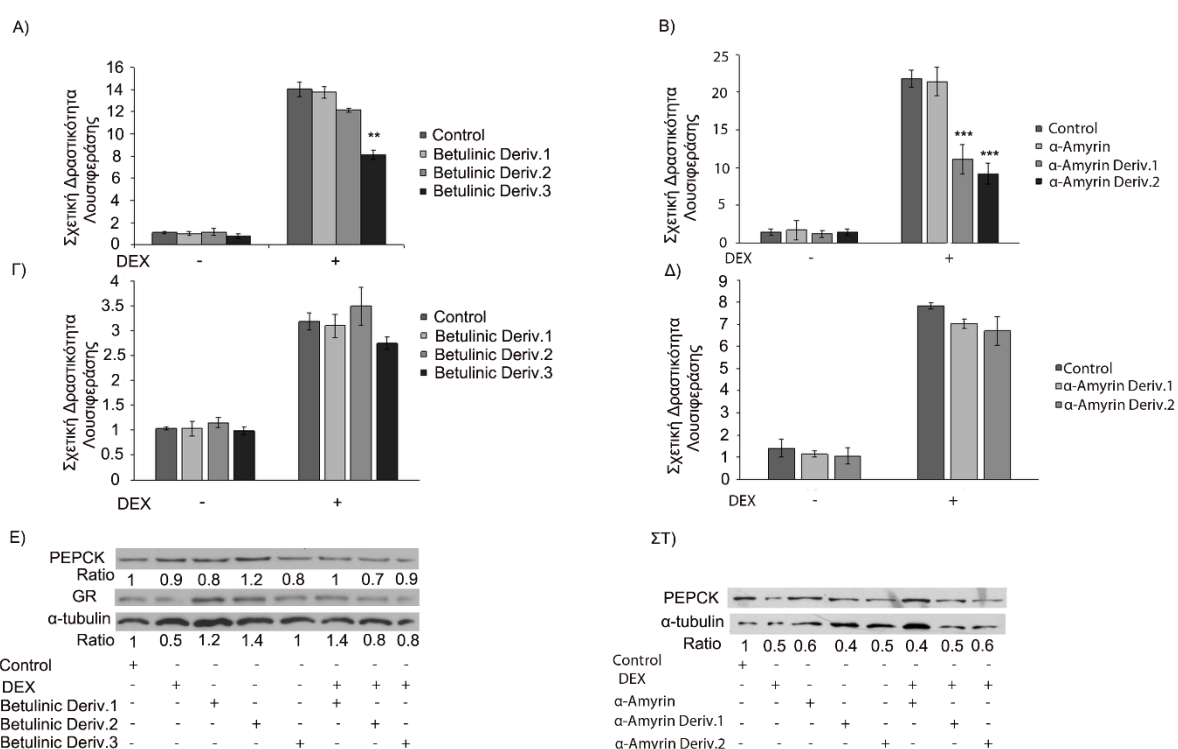 Α)
Σχετική Δραστικότητα
Λουσιφεράσης
16
14
12
10
8
6
4
2
0
**
DEX - +
Control
Betulinic Deriv.1
Betulinic Deriv.2
Betulinic Deriv.3
Β)
Σχετική Δραστικότητα
Λουσιφεράσης
25
20
15
10
5
0
*** ***
DEX - +
Control
α-Amyrin
α-Amyrin Deriv.1
α-Amyrin Deriv.2
Γ)
Σχετική Δραστικότητα
Λουσιφεράσης
4
3.5
3
2.5
2
1.5
1
0.5
0
DEX - +
Control
Betulinic Deriv.1
Betulinic Deriv.2
Betulinic Deriv.3
Δ)
Σχετική Δραστικότητα
Λουσιφεράσης
9
8
7
6
5
4
3
2
1
0
DEX - +
Control
α-Amyrin Deriv.1
α-Amyrin Deriv.2
Ε)
PEPCK
Ratio 1 0.9 0.8 1.2 0.8 1 0.7 0.9
GR
α-tubulin
Ratio 1 0.5 1.2 1.4 1 1.4 0.8 0.8
Control + - - - - - - -
DEX - + - - - + + +
Betulinic Deriv.1 - - + - - + - -
Betulinic Deriv.2 - - - + - - + -
Betulinic Deriv.3 - - - - + - - +
ΣΤ)
PEPCK
α-tubulin
Ratio 1 0.5 0.6 0.4 0.5 0.4 0.5 0.6
Control + - - - - - - -
DEX - + - - - + + +
α-Amyrin - - + - - + - -
α-Amyrin Deriv.1 - - - + - - + -
α-Amyrin Deriv.2 - - - - + - - +